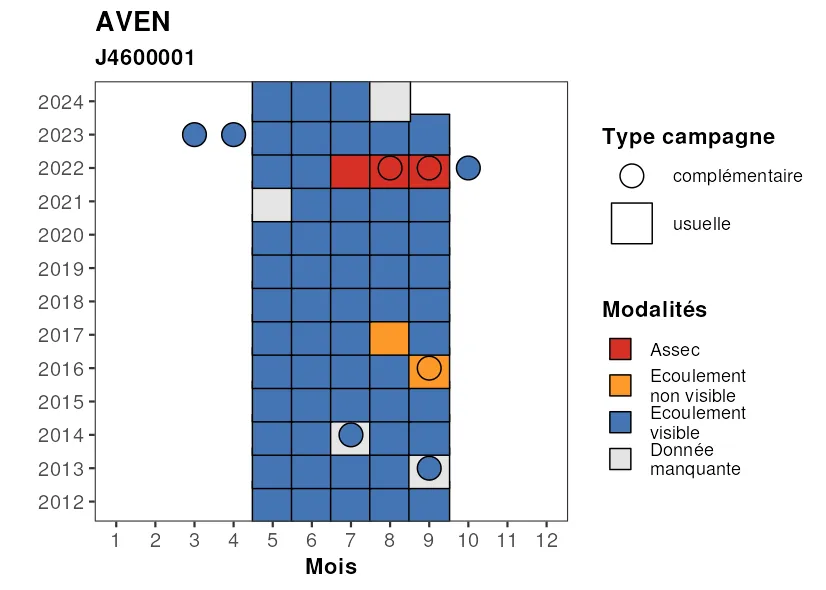 AVEN
J4600001
2024
2023
2022
2021
2020
2019
2018
2017
2016
2015
2014
2013
2012
1 2 3 4 5 6 7 8 9 10 11 12
Mois
Type campagne
complémentaire
usuelle
Modalités
Assec
Ecoulement
non visible
Ecoulement
visible
Donnée
manquante